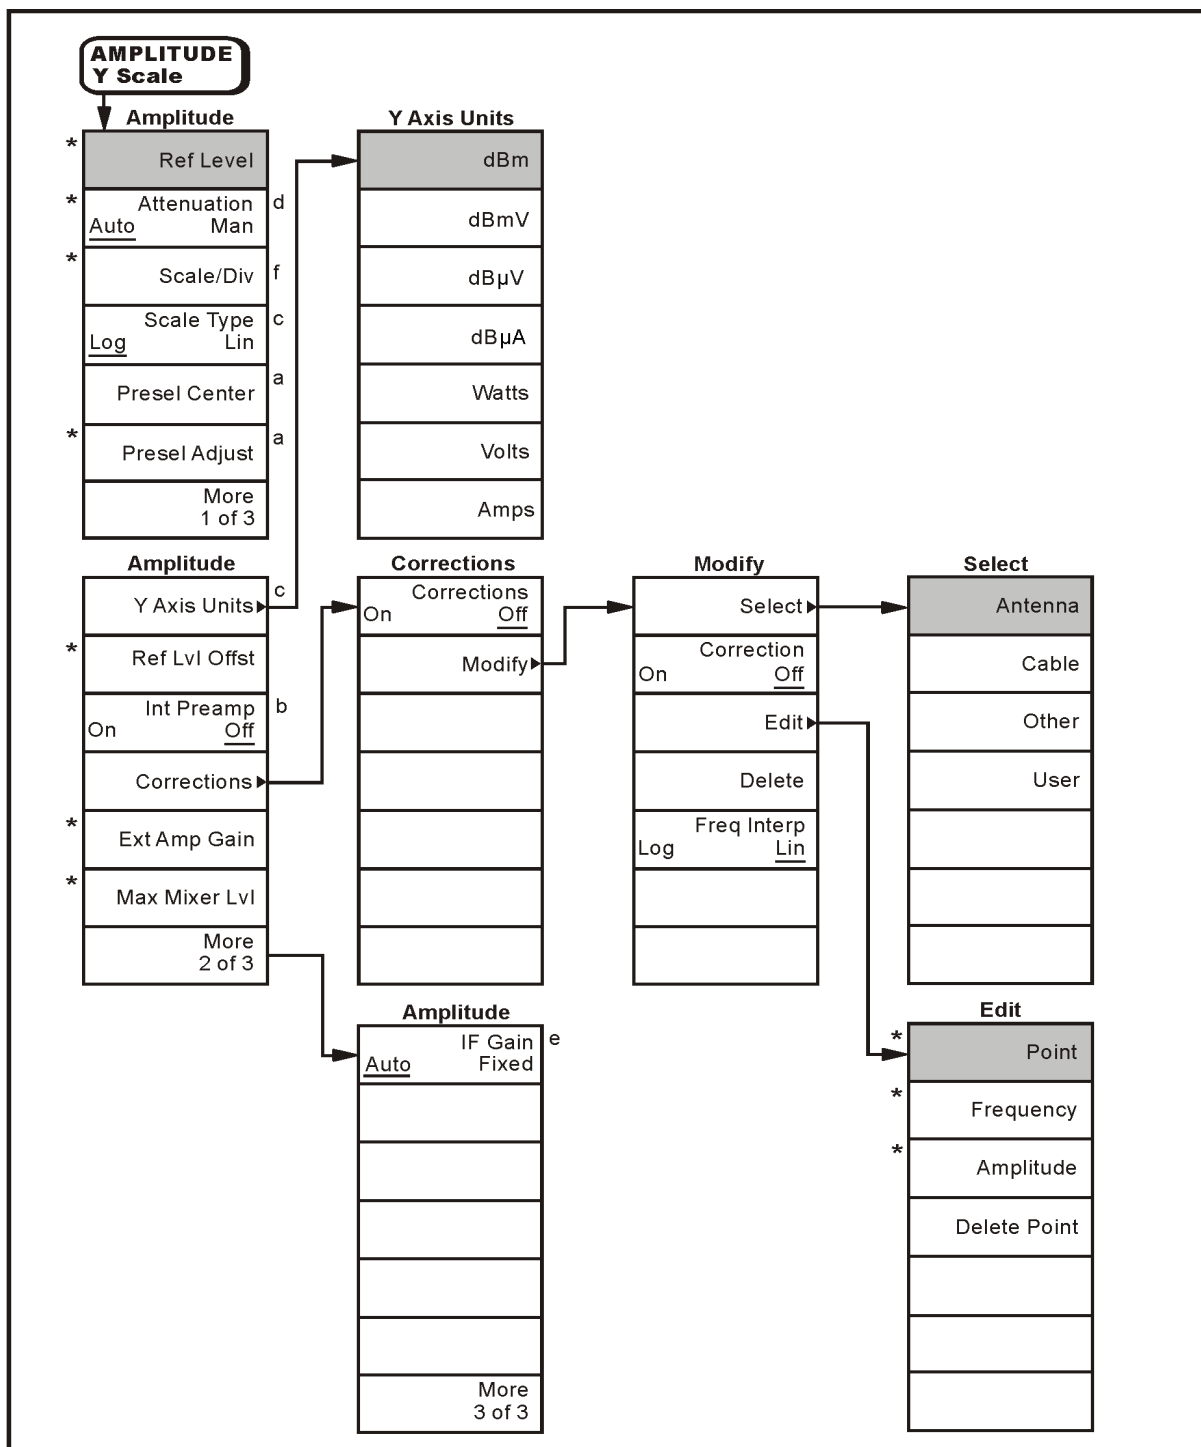 AMPLITUDE
Y Scale
Amplitude
* Ref Level
* Attenuation d
Auto Man
* Scale/Div f
Scale Type c
Log Lin
Presel Center a
* Presel Adjust a
More
1 of 3
Y Axis Units
dBm
dBmV
dBµV
dBµA
Watts
Volts
Amps
Amplitude
Y Axis Units c
* Ref Lvl Offst
Int Preamp b
On Off
Corrections
* Ext Amp Gain
* Max Mixer Lvl
More
2 of 3
Corrections
Corrections
On Off
Modify
Modify
Select
Correction
On Off
Edit
Delete
Freq Interp
Log Lin
Select
Antenna
Cable
Other
User
Amplitude
IF Gain e
Auto Fixed
More
3 of 3
Edit
* Point
* Frequency
* Amplitude
Delete Point